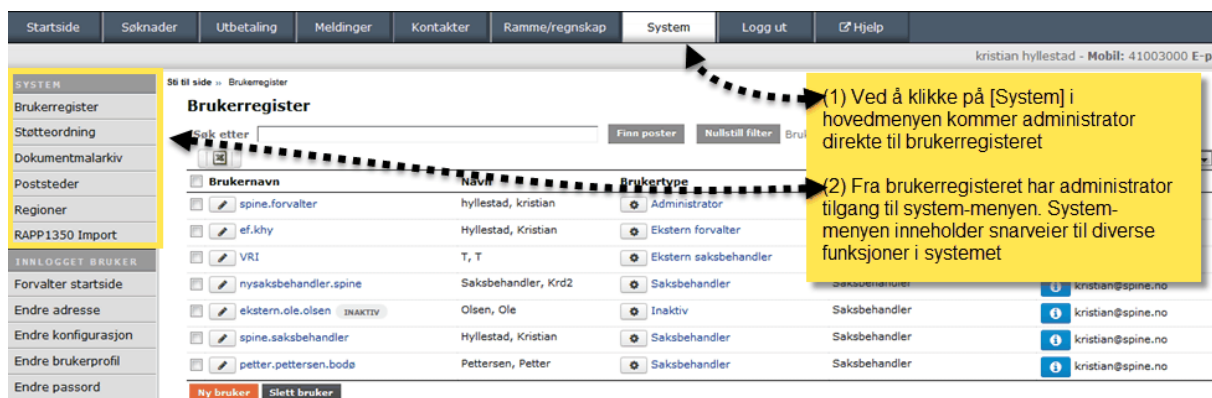 Startside Søknader Utbetaling Meldinger Kontakter Ramme/regnskap System Logg ut Hjelp
kristian hyllestad - Mobil: 41003000 E-p
SYSTEM
Brukerregister
Støtteordning
Dokumentmalarkiv
Poststeder
Regioner
RAPP1350 Import
INNLOGGET BRUKER
Forvalter startside
Endre adresse
Endre konfigurasjon
Endre brukerprofil
Endre passord
Sti til side » Brukerregister
Brukerregister
Søk etter Finn poster Nullstill filter Bruk
Brukernavn Navn Brukertype
spine.forvalter hyllestad, kristian Administrator
ef.khy Hyllestad, Kristian Ekstern forvalter
VRI T, T Ekstern saksbehandler
nysaksbehandler.spine Saksbehandler, Krd2 Saksbehandler Saksbehandler kristian@spine.no
ekstern.ole.olsen INAKTIV Olsen, Ole Inaktiv Saksbehandler kristian@spine.no
spine.saksbehandler Hyllestad, Kristian Saksbehandler Saksbehandler kristian@spine.no
petter.pettersen.bodø Pettersen, Petter Saksbehandler Saksbehandler kristian@spine.no
Ny bruker Slett bruker
(1) Ved å klikke på [System] i
hovedmenyen kommer administrator
direkte til brukerregisteret
(2) Fra brukerregisteret har administrator
tilgang til system-menyen. System-
menyen inneholder snarveier til diverse
funksjoner i systemet